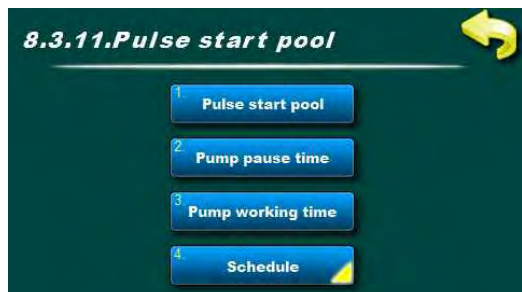 8.3.11.Pulse start pool
1. Pulse start pool
2. Pump pause time
3. Pump working time
4. Schedule